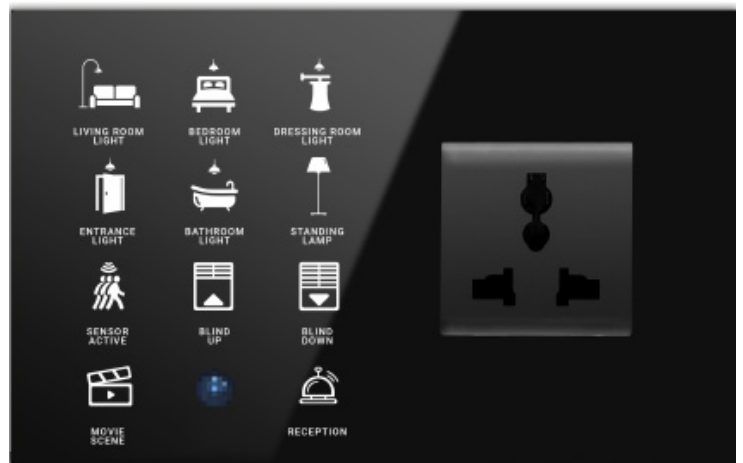 LIVING ROOM
LIGHT
BEDROOM
LIGHT
DRESSING ROOM
LIGHT
ENTRANCE
LIGHT
BATHROOM
LIGHT
STANDING
LAMP
SENSOR
ACTIVE
BLIND
UP
BLIND
DOWN
MOVIE
SCENE
RECEPTION